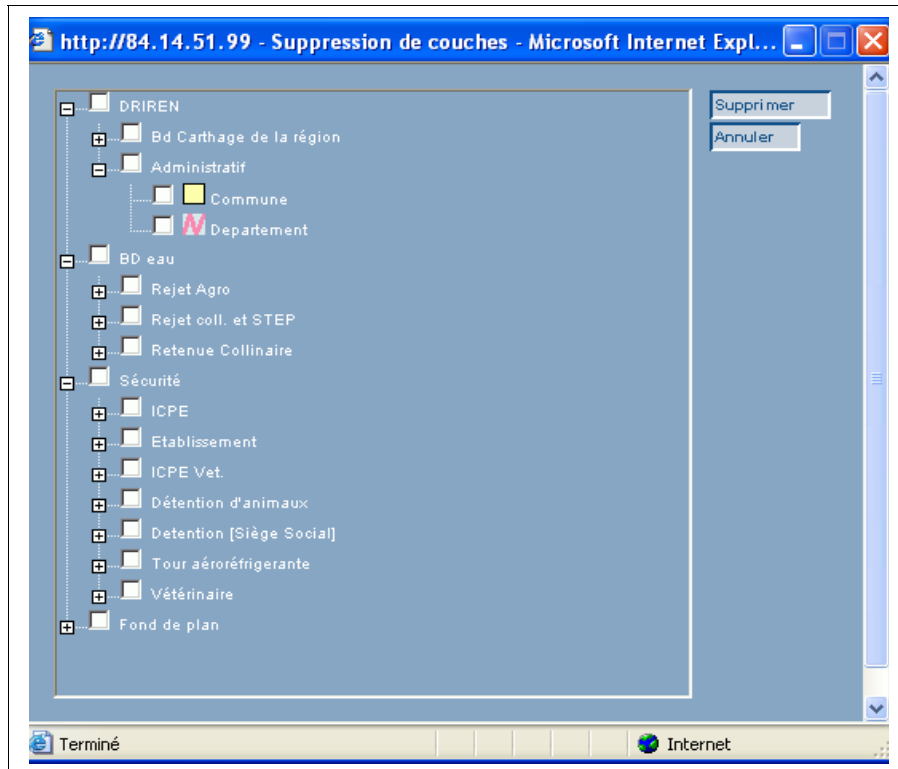 http://84.14.51.99 - Suppression de couches - Microsoft Internet Expl...
DRIREN
Supprimer
Bd Carthage de la région
Annuler
Administratif
Commune
Departement
BD eau
Rejet Agro
Rejet coll. et STEP
Retenue Collinaire
Sécurité
ICPE
Etablissement
ICPE Vet.
Détention d'animaux
Detention [Siège Social]
Tour aéroréfrigerante
Vétérinaire
Fond de plan
Terminé
Internet